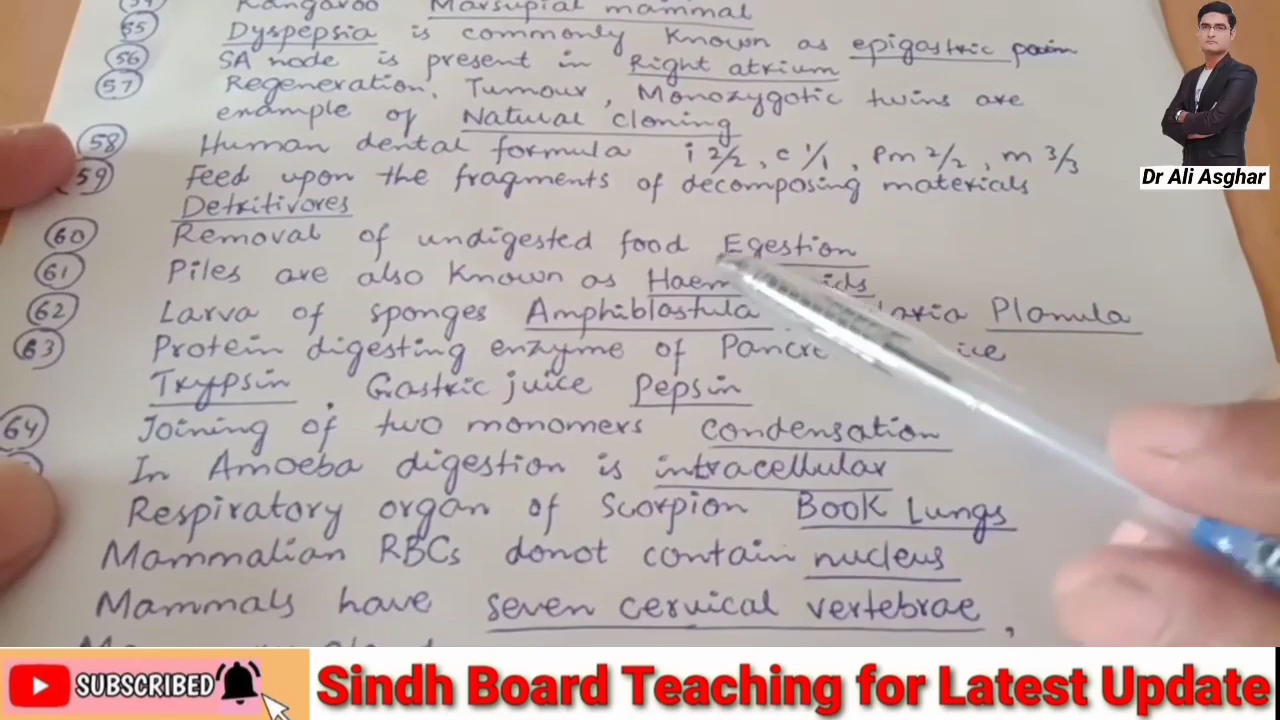 54 Kangaroo Marsupial mammal
55 Dyspepsia is commonly known as epigastric pain
56 SA node is present in Right atrium
57 Regeneration, Tumour, Monozygotic twins are
example of Natural cloning
58 Human dental formula i 2/2, c 1/1, Pm 2/2, m 3/3
59 Feed upon the fragments of decomposing materials
Detritivores
60 Removal of undigested food Egestion
61 Piles are also known as
62 Larva of sponges Amphiblastula Planula
63 Protein digesting enzyme of
Trypsin, Gastric juice Pepsin
64 Joining of two monomers condensation
In Amoeba digestion is intracellular
Respiratory organ of Scorpion Book Lungs
Mammalian RBCs donot contain nucleus
Mammals have seven cervical vertebrae,
Dr Ali Asghar
SUBSCRIBED
Sindh Board Teaching for Latest Update